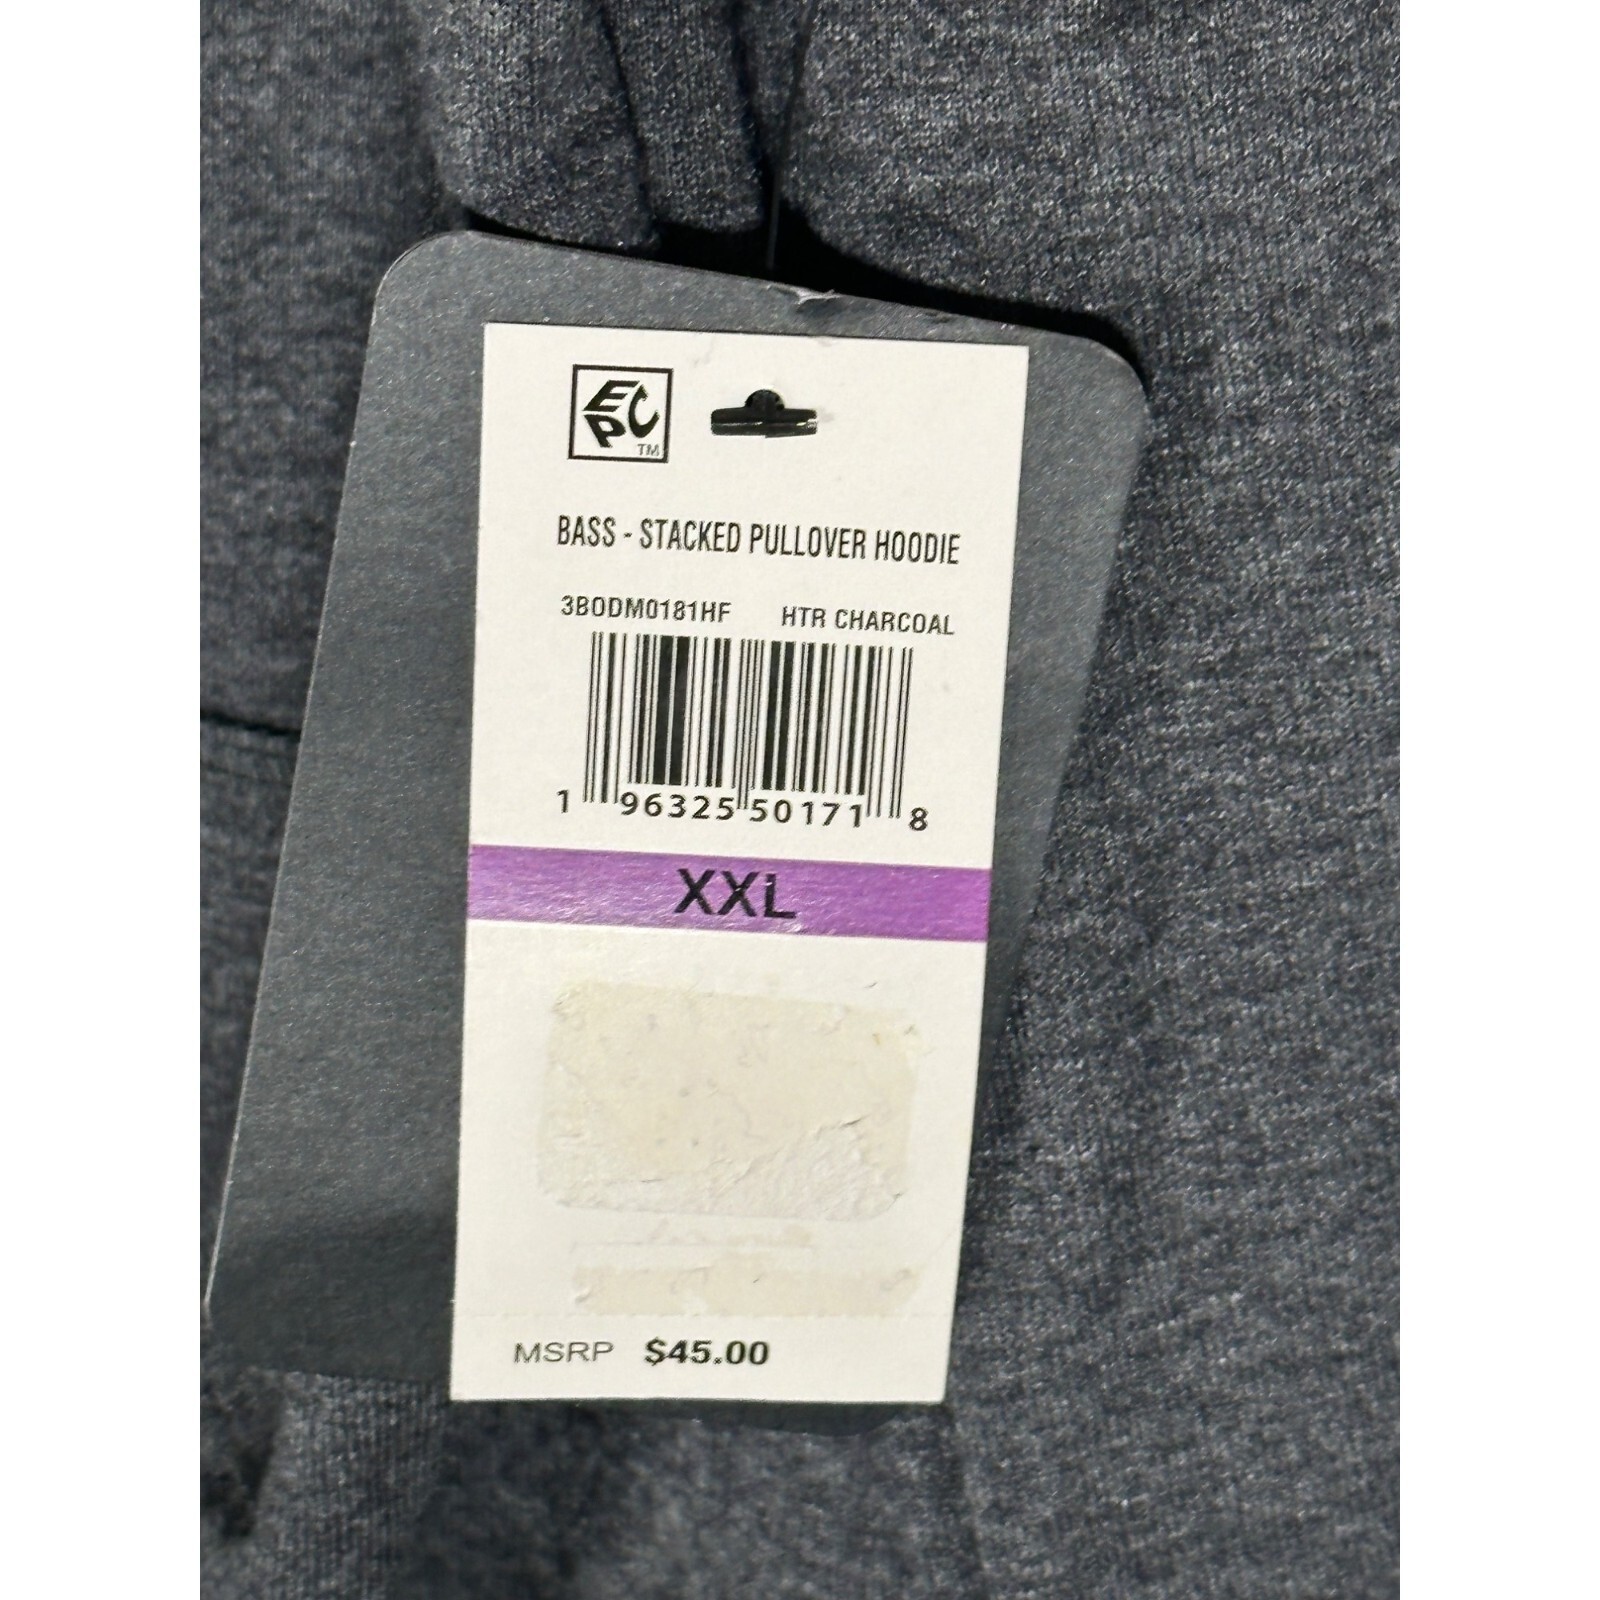 EPC
TM
BASS - STACKED PULLOVER HOODIE
3BODM0181HF HTR CHARCOAL
1 96325 50171 8
XXL
MSRP $45.00